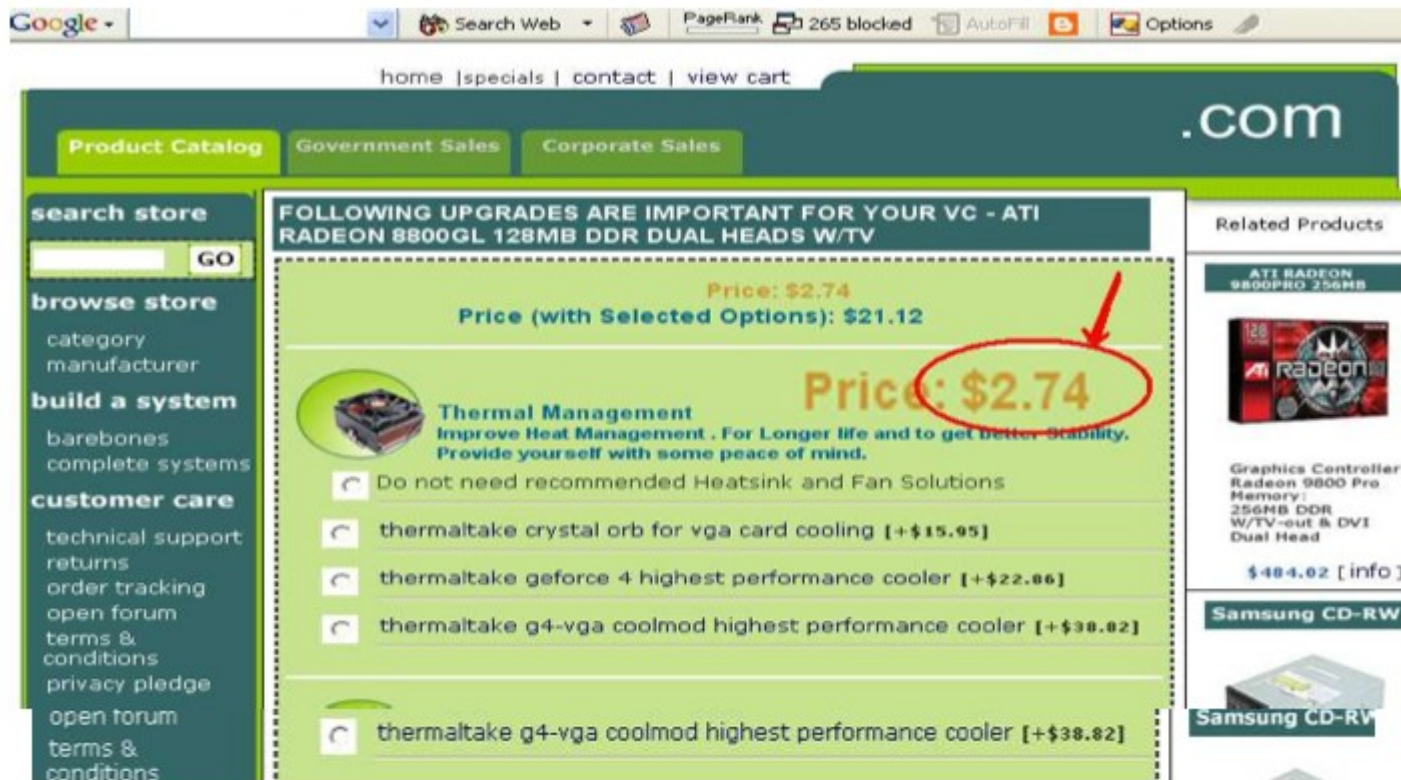 Google
Search Web
PageRank
265 blocked
AutoFill
Options
home |specials | contact | view cart
.com
Product Catalog
Government Sales
Corporate Sales
search store
GO
browse store
category
manufacturer
build a system
barebones
complete systems
customer care
technical support
returns
order tracking
open forum
terms &
conditions
privacy pledge
open forum
terms &
conditions
FOLLOWING UPGRADES ARE IMPORTANT FOR YOUR VC - ATI
RADEON 8800GL 128MB DDR DUAL HEADS W/TV
Price: $2.74
Price (with Selected Options): $21.12
Price: $2.74
Thermal Management
Improve Heat Management . For Longer life and to get better Stability.
Provide yourself with some peace of mind.
Do not need recommended Heatsink and Fan Solutions
thermaltake crystal orb for vga card cooling [+$15.95]
thermaltake geforce 4 highest performance cooler [+$22.86]
thermaltake g4-vga coolmod highest performance cooler [+$38.82]
thermaltake g4-vga coolmod highest performance cooler [+$38.82]
Related Products
ATI RADEON
9800PRO 256MB
128
ATI RADEON
Graphics Controller
Radeon 9800 Pro
Memory:
256MB DDR
W/TV-out & DVI
Dual Head
$484.02 [ info ]
Samsung CD-RW
Samsung CD-RW